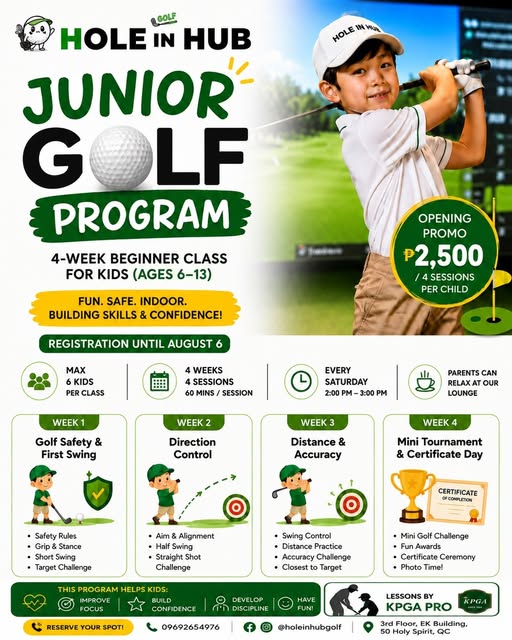 GOLF
HOLE IN HUB
JUNIOR
GOLF
PROGRAM
4-WEEK BEGINNER CLASS
FOR KIDS (AGES 6–13)
FUN. SAFE. INDOOR.
BUILDING SKILLS & CONFIDENCE!
REGISTRATION UNTIL AUGUST 6
HOLE IN HUB
OPENING
PROMO
₱2,500
/ 4 SESSIONS
PER CHILD
MAX
6 KIDS
PER CLASS
4 WEEKS
4 SESSIONS
60 MINS / SESSION
EVERY
SATURDAY
2:00 PM – 3:00 PM
PARENTS CAN
RELAX AT OUR
LOUNGE
WEEK 1
Golf Safety &
First Swing
• Safety Rules
• Grip & Stance
• Short Swing
• Target Challenge
WEEK 2
Direction
Control
• Aim & Alignment
• Half Swing
• Straight Shot
Challenge
WEEK 3
Distance &
Accuracy
• Swing Control
• Distance Practice
• Accuracy Challenge
• Closest to Target
WEEK 4
Mini Tournament
& Certificate Day
CERTIFICATE
OF COMPLETION
• Mini Golf Challenge
• Fun Awards
• Certificate Ceremony
• Photo Time!
THIS PROGRAM HELPS KIDS:
IMPROVE
FOCUS
BUILD
CONFIDENCE
DEVELOP
DISCIPLINE
HAVE
FUN!
LESSONS BY
KPGA PRO
KPGA
RESERVE YOUR SPOT!
09692654976
@holeinhubgolf
3rd Floor, EK Building,
50 Holy Spirit, QC